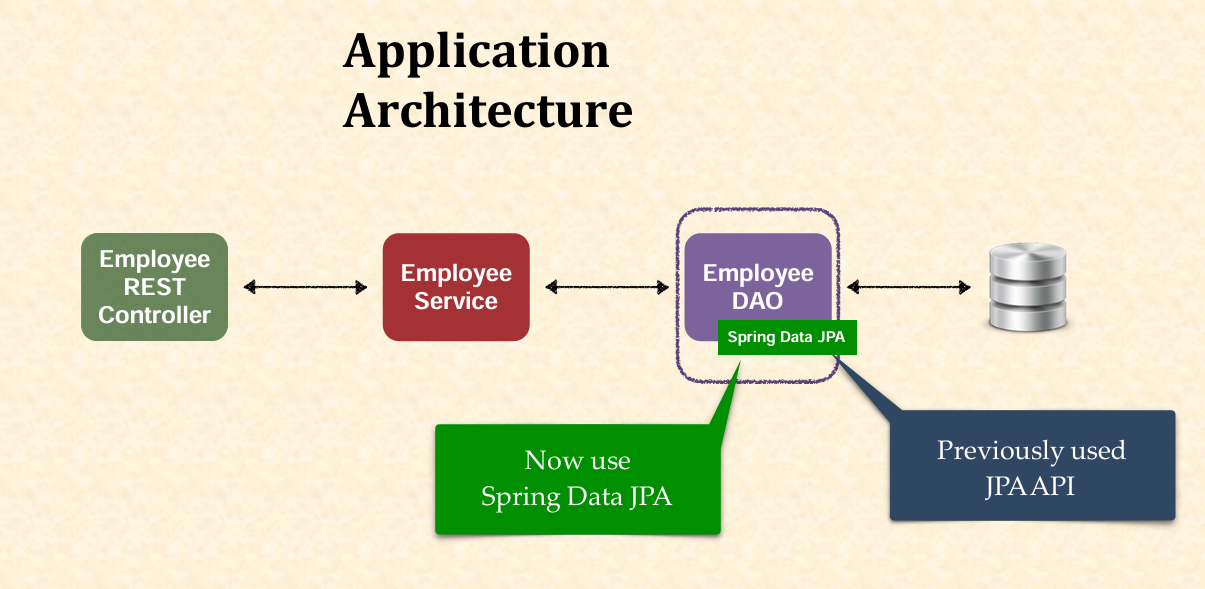 Application
Architecture
Employee
REST
Controller
Employee
Service
Employee
DAO
Spring Data JPA
Now use
Spring Data JPA
Previously used
JPA API